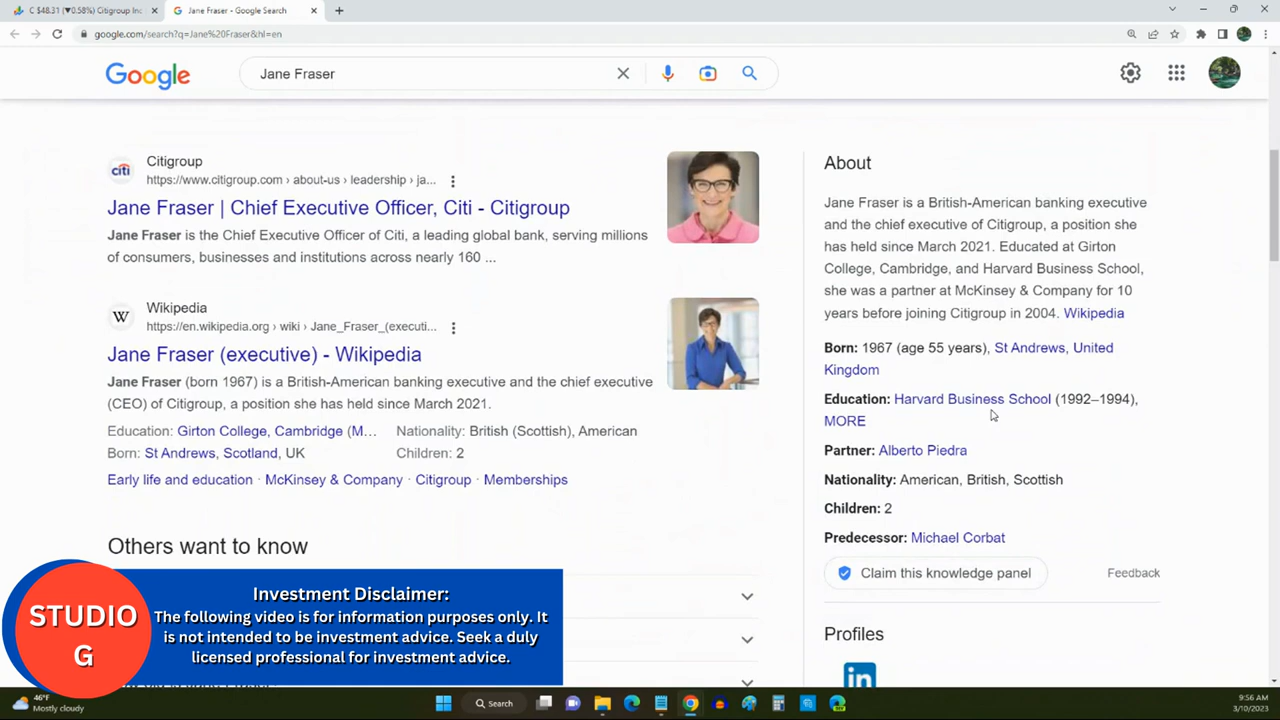 C $48.31 (▼0.58%) Citigroup Inc
Jane Fraser - Google Search
google.com/search?q=Jane%20Fraser&hl=en
Google
Jane Fraser
Citigroup
https://www.citigroup.com › about-us › leadership › ja...
Jane Fraser | Chief Executive Officer, Citi - Citigroup
Jane Fraser is the Chief Executive Officer of Citi, a leading global bank, serving millions
of consumers, businesses and institutions across nearly 160 ...
citi
W
Wikipedia
https://en.wikipedia.org › wiki › Jane_Fraser_(executi...
Jane Fraser (executive) - Wikipedia
Jane Fraser (born 1967) is a British-American banking executive and the chief executive
(CEO) of Citigroup, a position she has held since March 2021.
Education: Girton College, Cambridge (M... Nationality: British (Scottish), American
Born: St Andrews, Scotland, UK Children: 2
Early life and education · McKinsey & Company · Citigroup · Memberships
Others want to know
About
Jane Fraser is a British-American banking executive
and the chief executive of Citigroup, a position she
has held since March 2021. Educated at Girton
College, Cambridge, and Harvard Business School,
she was a partner at McKinsey & Company for 10
years before joining Citigroup in 2004. Wikipedia
Born: 1967 (age 55 years), St Andrews, United
Kingdom
Education: Harvard Business School (1992–1994),
MORE
Partner: Alberto Piedra
Nationality: American, British, Scottish
Children: 2
Predecessor: Michael Corbat
Claim this knowledge panel
Feedback
Profiles
in
STUDIO
G
Investment Disclaimer:
The following video is for information purposes only. It
is not intended to be investment advice. Seek a duly
licensed professional for investment advice.
46°F
Mostly cloudy
Search
9:56 AM
3/10/2023